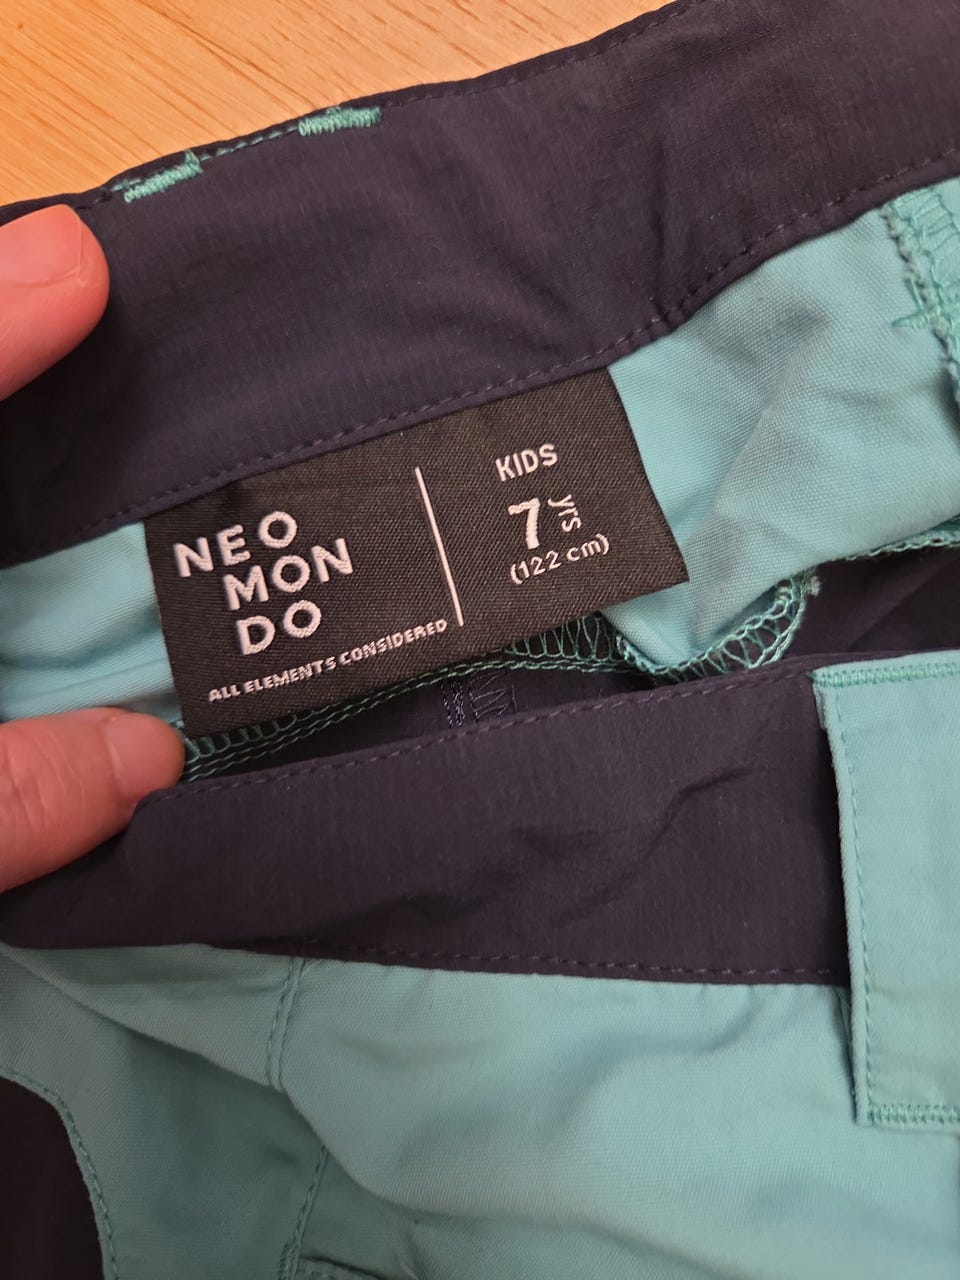 NEO
MON
DO
ALL ELEMENTS CONSIDERED
KIDS
7 yrs
(122 cm)